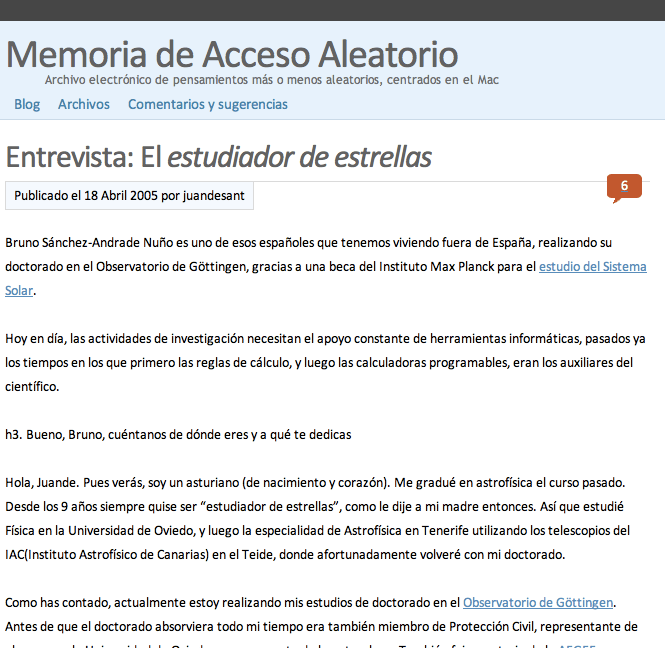 Memoria de Acceso Aleatorio
Archivo electrónico de pensamientos más o menos aleatorios, centrados en el Mac
Blog Archivos Comentarios y sugerencias
Entrevista: El estudiador de estrellas
6
Publicado el 18 Abril 2005 por juandesant
Bruno Sánchez-Andrade Nuño es uno de esos españoles que tenemos viviendo fuera de España, realizando su
doctorado en el Observatorio de Göttingen, gracias a una beca del Instituto Max Planck para el estudio del Sistema
Solar.
Hoy en día, las actividades de investigación necesitan el apoyo constante de herramientas informáticas, pasados ya
los tiempos en los que primero las reglas de cálculo, y luego las calculadoras programables, eran los auxiliares del
científico.
h3. Bueno, Bruno, cuéntanos de dónde eres y a qué te dedicas
Hola, Juande. Pues verás, soy un asturiano (de nacimiento y corazón). Me gradué en astrofísica el curso pasado.
Desde los 9 años siempre quise ser “estudiador de estrellas”, como le dije a mi madre entonces. Así que estudié
Física en la Universidad de Oviedo, y luego la especialidad de Astrofísica en Tenerife utilizando los telescopios del
IAC(Instituto Astrofísico de Canarias) en el Teide, donde afortunadamente volveré con mi doctorado.
Como has contado, actualmente estoy realizando mis estudios de doctorado en el Observatorio de Göttingen.
Antes de que el doctorado absorviera todo mi tiempo era también miembro de Protección Civil, representante de